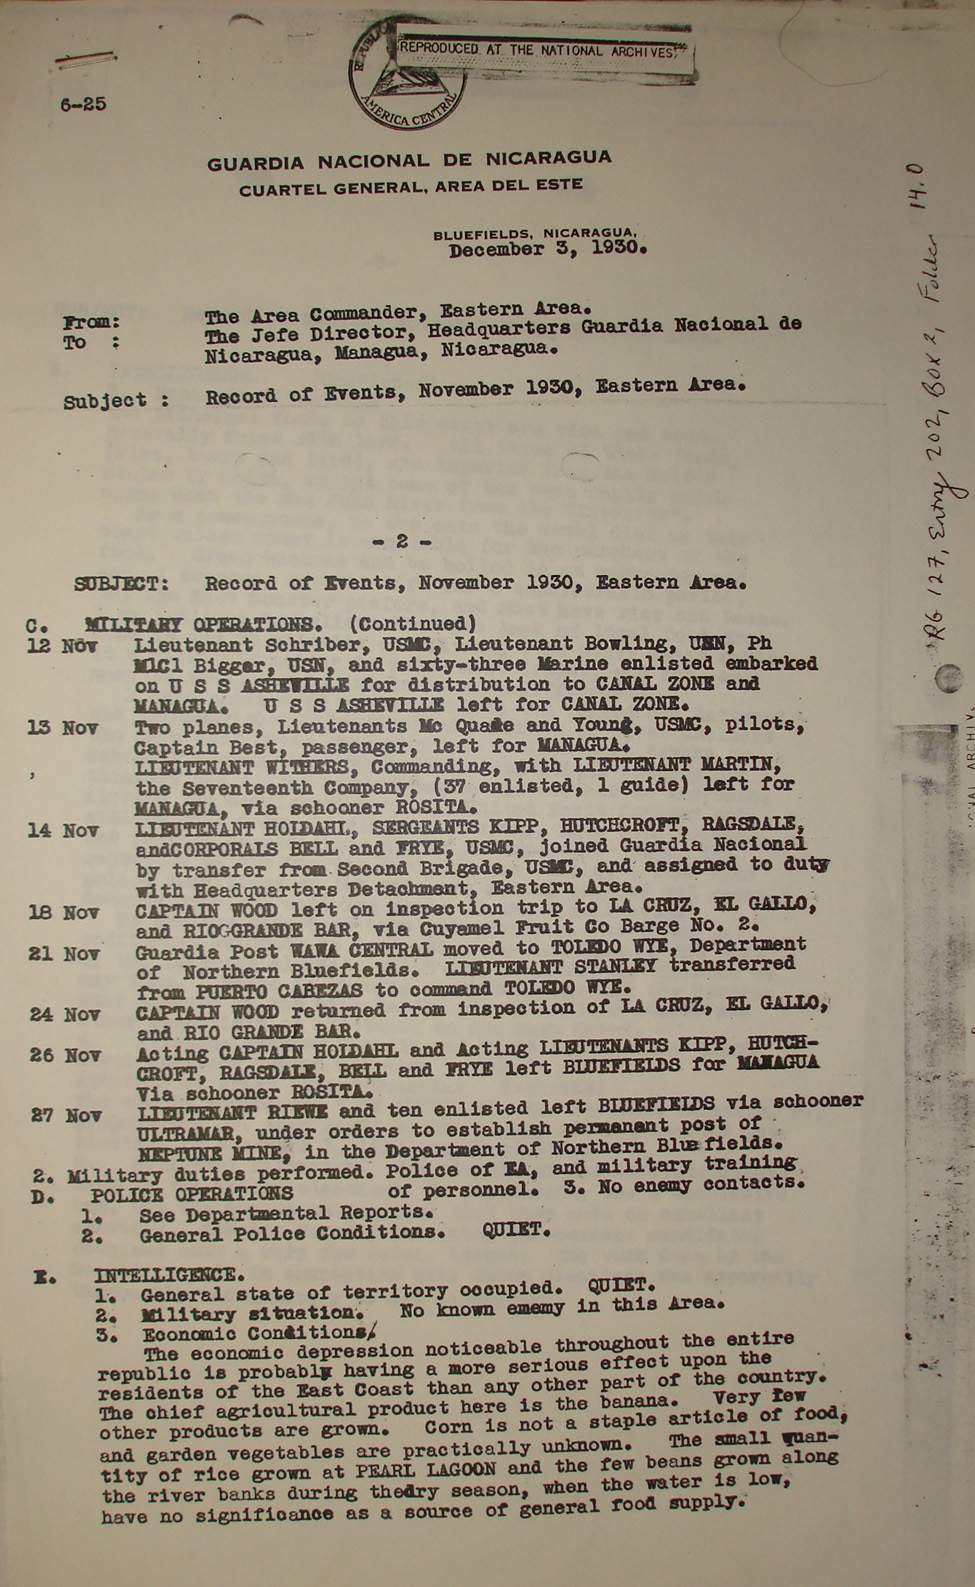 REPUBLIC
REPRODUCED AT THE NATIONAL ARCHIVES
AMERICA CENTRAL
6-25
GUARDIA NACIONAL DE NICARAGUA
CUARTEL GENERAL, AREA DEL ESTE
BLUEFIELDS, NICARAGUA,
December 3, 1930.
From: The Area Commander, Eastern Area.
To : The Jefe Director, Headquarters Guardia Nacional de
Nicaragua, Managua, Nicaragua.
Subject : Record of Events, November 1930, Eastern Area.
- 2 -
SUBJECT: Record of Events, November 1930, Eastern Area.
C. MILITARY OPERATIONS. (Continued)
12 Nov Lieutenant Schriber, USMC, Lieutenant Bowling, USN, Ph
M1Cl Biggar, USN, and sixty-three Marine enlisted embarked
on U S S ASHEVILLE for distribution to CANAL ZONE and
MANAGUA. U S S ASHEVILLE left for CANAL ZONE.
13 Nov Two planes, Lieutenants Mc Quade and Young, USMC, pilots,
Captain Best, passenger, left for MANAGUA.
LIEUTENANT WITHERS, Commanding, with LIEUTENANT MARTIN,
the Seventeenth Company, (37 enlisted, 1 guide) left for
MANAGUA, via schooner ROSITA.
14 Nov LIEUTENANT HOLDAHL, SERGEANTS KIPP, HUTCHCROFT, RAGSDALE,
andCORPORALS BELL and FRYE, USMC, joined Guardia Nacional
by transfer from Second Brigade, USMC, and assigned to duty
with Headquarters Detachment, Eastern Area.
18 Nov CAPTAIN WOOD left on inspection trip to LA CRUZ, EL GALLO,
and RIOGGRANDE BAR, via Cuyamel Fruit Co Barge No. 2.
21 Nov Guardia Post WAWA CENTRAL moved to TOLEDO WYE, Department
of Northern Bluefields. LIEUTENANT STANLEY transferred
from PUERTO CABEZAS to command TOLEDO WYE.
24 Nov CAPTAIN WOOD returned from inspection of LA CRUZ, EL GALLO,
and RIO GRANDE BAR.
26 Nov Acting CAPTAIN HOLDAHL and Acting LIEUTENANTS KIPP, HUTCH-
CROFT, RAGSDALE, BELL and FRYE left BLUEFIELDS for MANAGUA
Via schooner ROSITA.
27 Nov LIEUTENANT RIEWE and ten enlisted left BLUEFIELDS via schooner
ULTRAMAR, under orders to establish permanent post of
NEPTUNE MINE, in the Department of Northern Bluefields.
2. Military duties performed. Police of EA, and military training
D. POLICE OPERATIONS of personnel. 3. No enemy contacts.
1. See Departmental Reports.
2. General Police Conditions. QUIET.
E. INTELLIGENCE.
1. General state of territory occupied. QUIET.
2. Military situation. No known ememy in this Area.
3. Economic Conditions/
The economic depression noticeable throughout the entire
republic is probably having a more serious effect upon the
residents of the East Coast than any other part of the country.
The chief agricultural product here is the banana. Very few
other products are grown. Corn is not a staple article of food,
and garden vegetables are practically unknown. The small quan-
tity of rice grown at PEARL LAGOON and the few beans grown along
the river banks during thedry season, when the water is low,
have no significance as a source of general food supply.
RG 127, Entry 202, Box 2, Folder 14.0